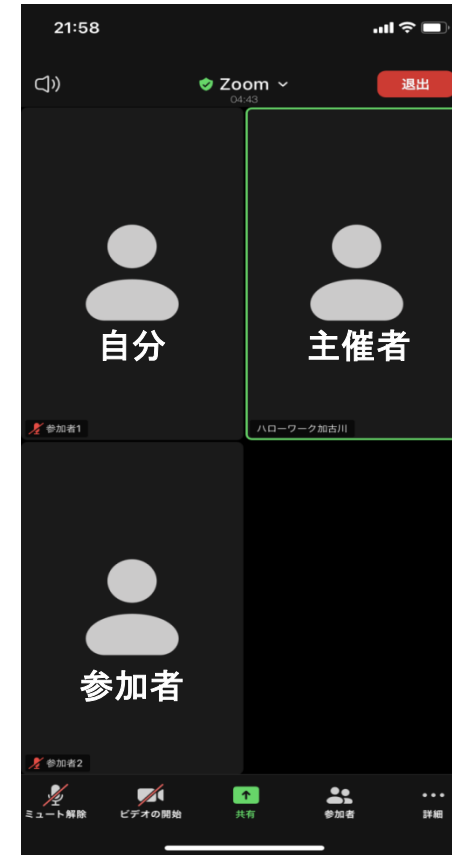 21:58
Zoom
退出
04:43
自分
主催者
参加者1
ハローワーク加古川
参加者
参加者2
ミュート解除
ビデオの開始
共有
参加者
詳細